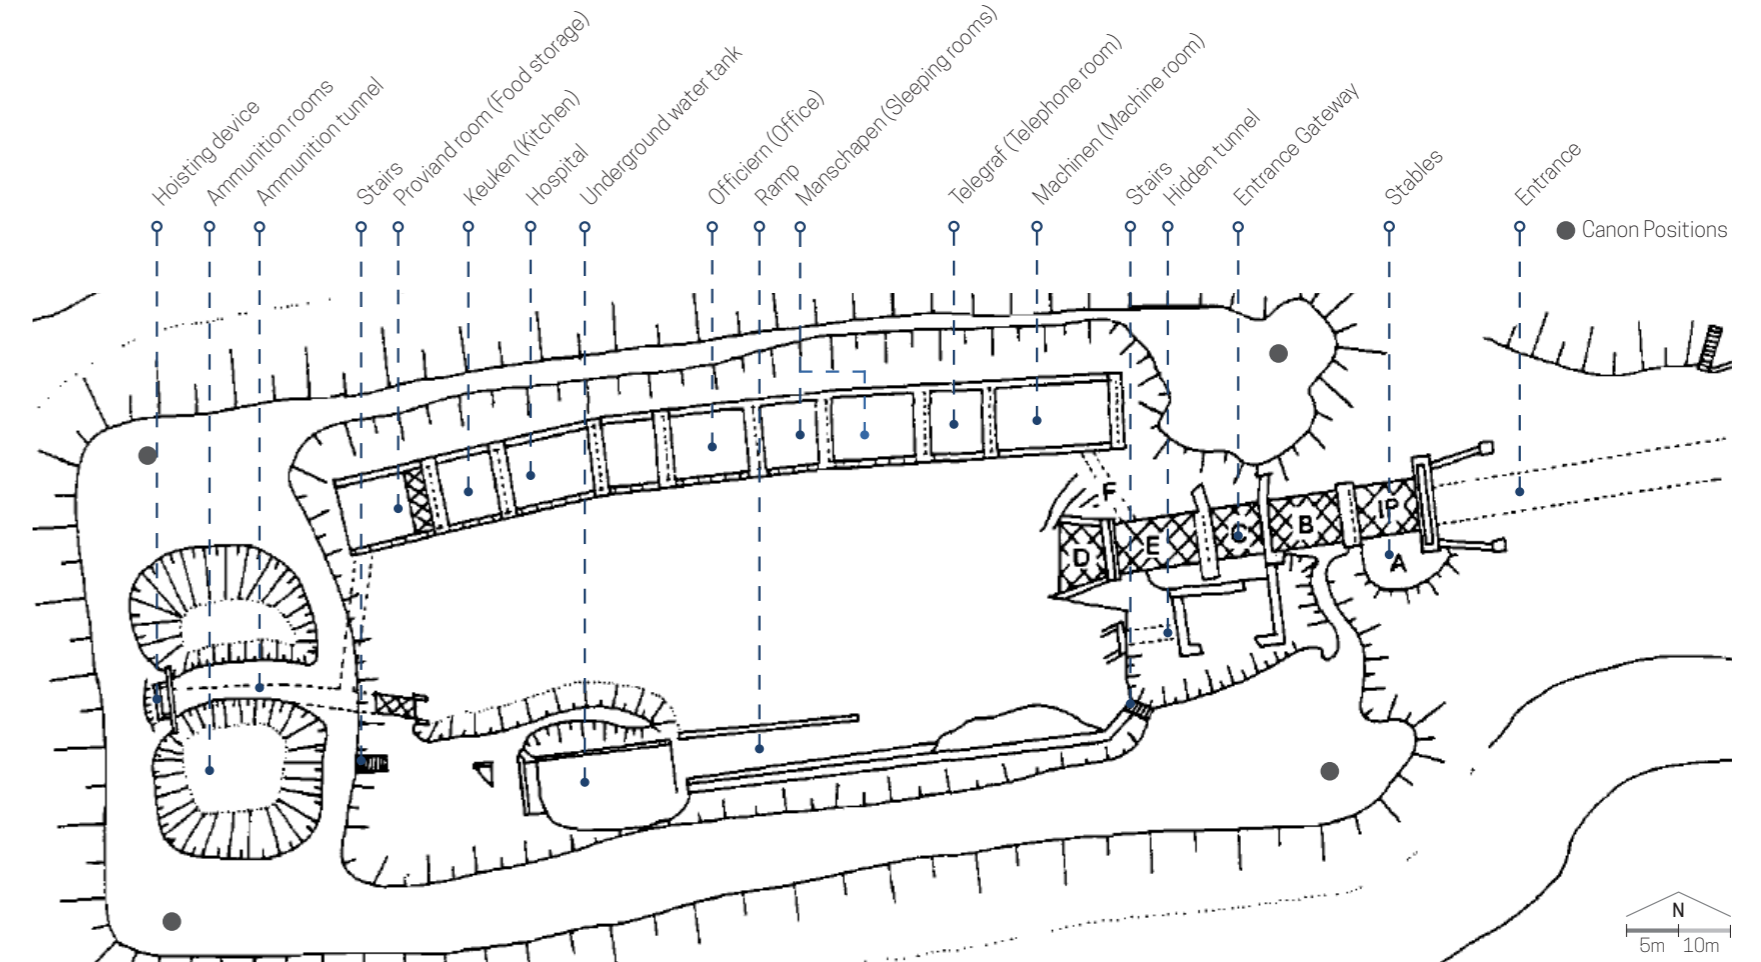 Hoisting device
Ammunition rooms
Ammunition tunnel
Stairs
Proviand room (Food storage)
Keuken (Kitchen)
Hospital
Underground water tank
Officiern (Office)
Ramp
Manschapen (Sleeping rooms)
Telegraf (Telephone room)
Machinen (Machine room)
Stairs
Hidden tunnel
Entrance Gateway
Stables
Entrance
Canon Positions
F
IP
B
C
E
D
A
N
5m 10m